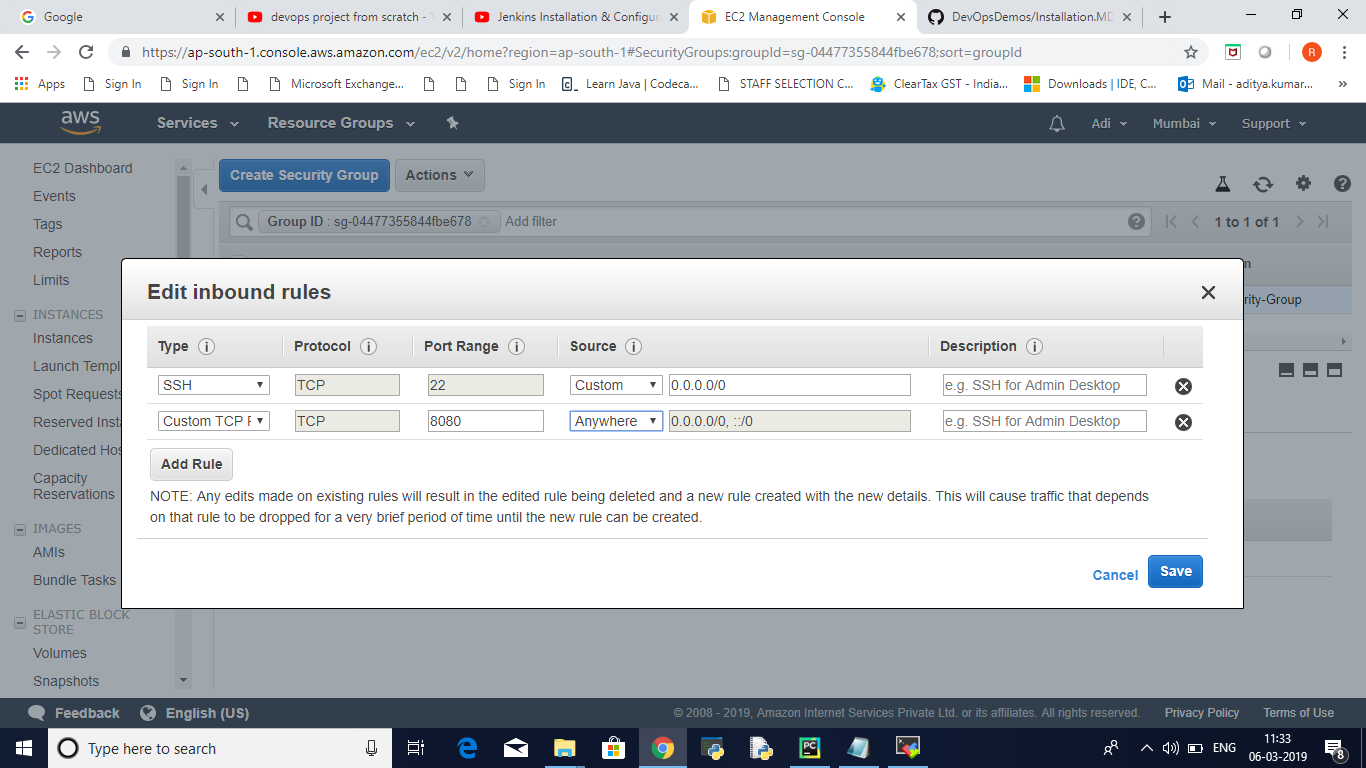 Google
devops project from scratch - Y
Jenkins Installation & Configur
EC2 Management Console
DevOpsDemos/Installation.MD
https://ap-south-1.console.aws.amazon.com/ec2/v2/home?region=ap-south-1#SecurityGroups:groupId=sg-04477355844fbe678;sort=groupId
R
Apps Sign In Sign In Microsoft Exchange... Sign In Learn Java | Codeca... STAFF SELECTION C... ClearTax GST - India... Downloads | IDE, C... Mail - aditya.kumar... »
aws Services Resource Groups Adi Mumbai Support
EC2 Dashboard
Events
Tags
Reports
Limits
INSTANCES
Instances
Launch Templ
Spot Requests
Reserved Insta
Dedicated Hos
Capacity
Reservations
IMAGES
AMIs
Bundle Tasks
ELASTIC BLOCK
STORE
Volumes
Snapshots
Create Security Group Actions
Group ID : sg-04477355844fbe678 Add filter 1 to 1 of 1
n
rity-Group
Edit inbound rules
Type Protocol Port Range Source Description
SSH TCP 22 Custom 0.0.0.0/0 e.g. SSH for Admin Desktop
Custom TCP F TCP 8080 Anywhere 0.0.0.0/0, ::/0 e.g. SSH for Admin Desktop
Add Rule
NOTE: Any edits made on existing rules will result in the edited rule being deleted and a new rule created with the new details. This will cause traffic that depends
on that rule to be dropped for a very brief period of time until the new rule can be created.
Cancel Save
Feedback English (US) © 2008 - 2019, Amazon Internet Services Private Ltd. or its affiliates. All rights reserved. Privacy Policy Terms of Use
Type here to search
ENG
11:33
06-03-2019
8